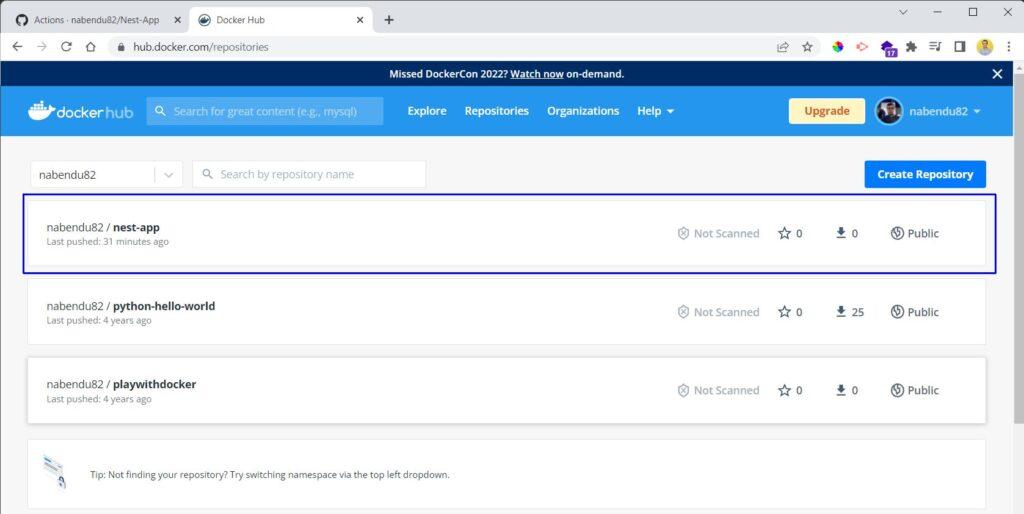 Actions · nabendu82/Nest-App
Docker Hub
hub.docker.com/repositories
17
Missed DockerCon 2022? Watch now on-demand.
dockerhub
Search for great content (e.g., mysql)
Explore
Repositories
Organizations
Help
Upgrade
nabendu82
nabendu82
Search by repository name
Create Repository
nabendu82 / nest-app
Last pushed: 31 minutes ago
Not Scanned
0
0
Public
nabendu82 / python-hello-world
Last pushed: 4 years ago
Not Scanned
0
25
Public
nabendu82 / playwithdocker
Last pushed: 4 years ago
Not Scanned
0
0
Public
Tip: Not finding your repository? Try switching namespace via the top left dropdown.